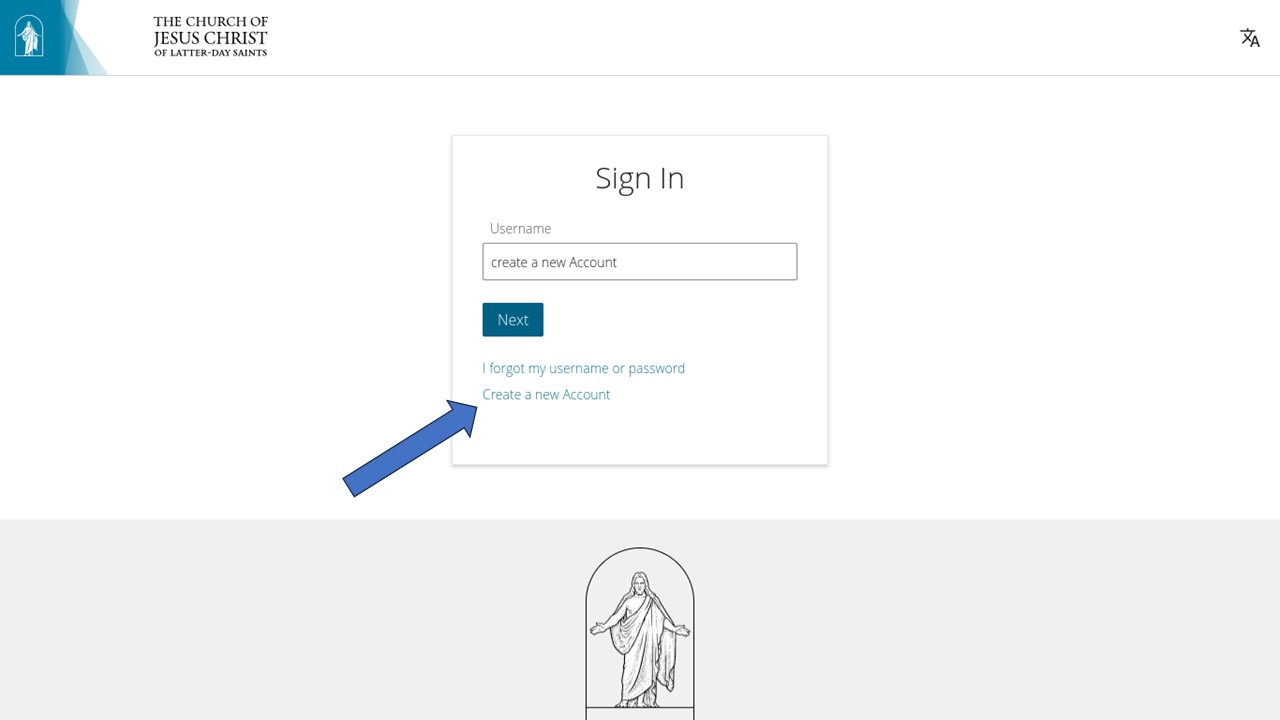 THE CHURCH OF
JESUS CHRIST
OF LATTER-DAY SAINTS
Sign In
Username
create a new Account
Next
I forgot my username or password
Create a new Account